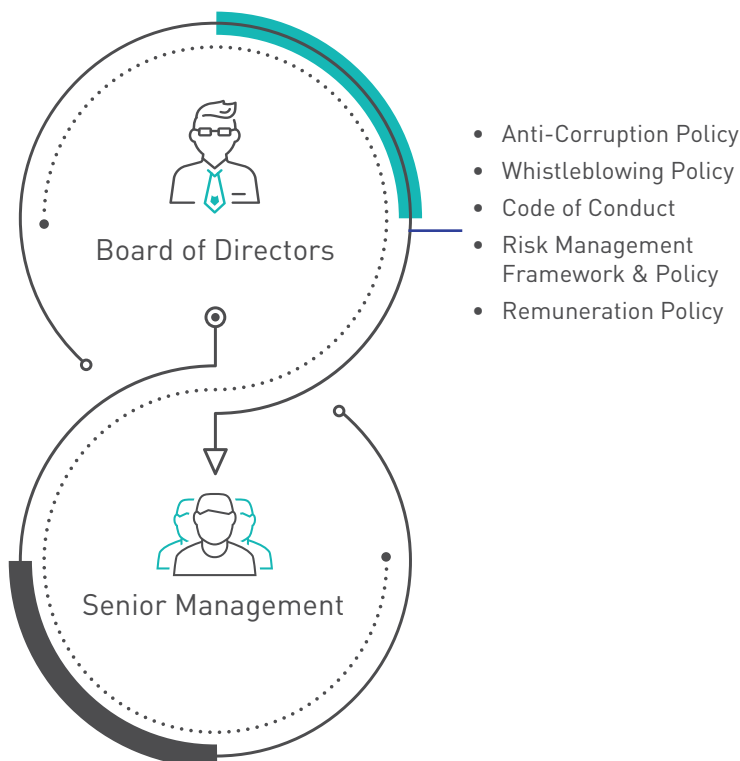 Board of Directors
• Anti-Corruption Policy
• Whistleblowing Policy
• Code of Conduct
• Risk Management
Framework & Policy
• Remuneration Policy
Senior Management